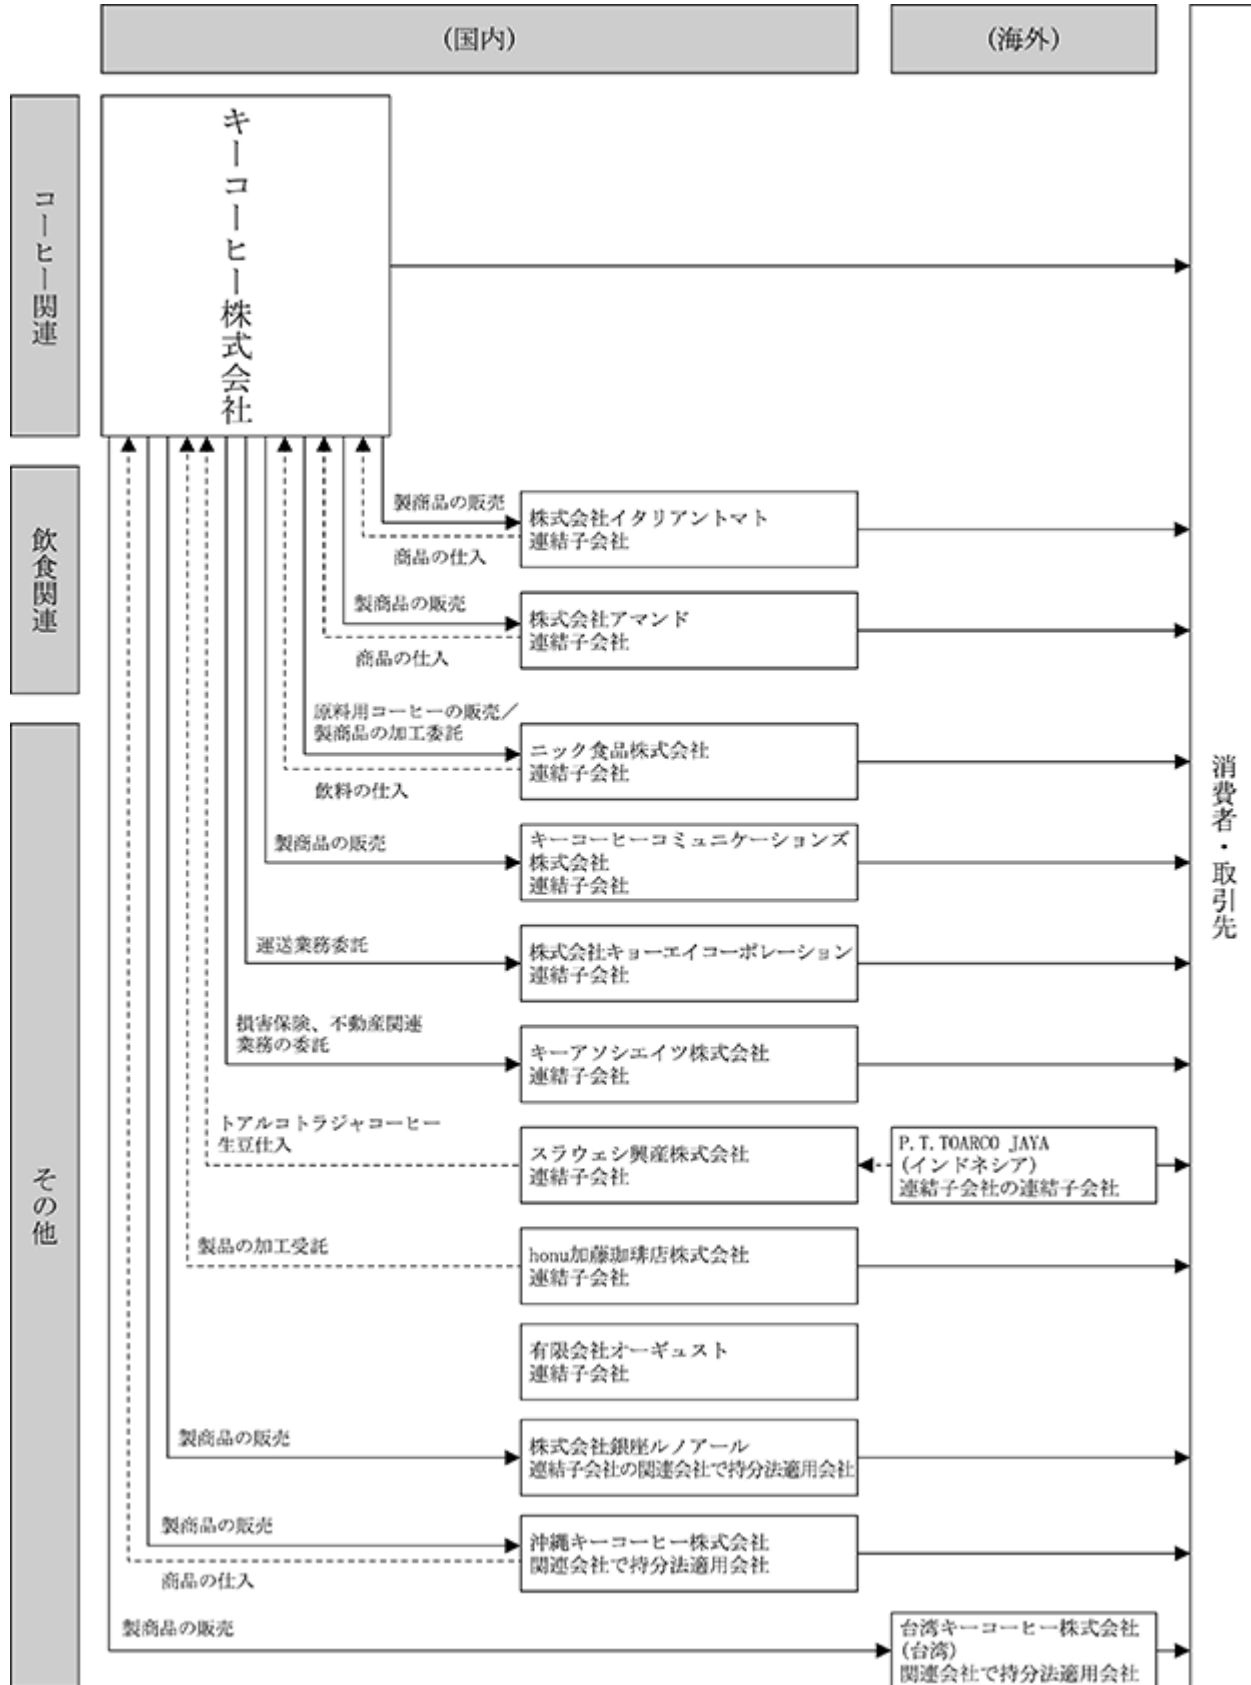 (国内)
(海外)
コーヒー関連
キーコーヒー株式会社
飲食関連
製商品の販売
株式会社イタリアントマト
連結子会社
商品の仕入
製商品の販売
株式会社アマンド
連結子会社
商品の仕入
その他
原料用コーヒーの販売／
製商品の加工委託
ニック食品株式会社
連結子会社
飲料の仕入
製商品の販売
キーコーヒーコミュニケーションズ
株式会社
連結子会社
運送業務委託
株式会社キョーエイコーポレーション
連結子会社
損害保険、不動産関連
業務の委託
キーアソシエイツ株式会社
連結子会社
トアルコトラジャコーヒー
生豆仕入
スラウェシ興産株式会社
連結子会社
P.T.TOARCO JAYA
(インドネシア)
連結子会社の連結子会社
製品の加工受託
honu加藤珈琲店株式会社
連結子会社
有限会社オーギュスト
連結子会社
製商品の販売
株式会社銀座ルノアール
連結子会社の関連会社で持分法適用会社
製商品の販売
沖縄キーコーヒー株式会社
関連会社で持分法適用会社
商品の仕入
製商品の販売
台湾キーコーヒー株式会社
(台湾)
関連会社で持分法適用会社
消費者・取引先